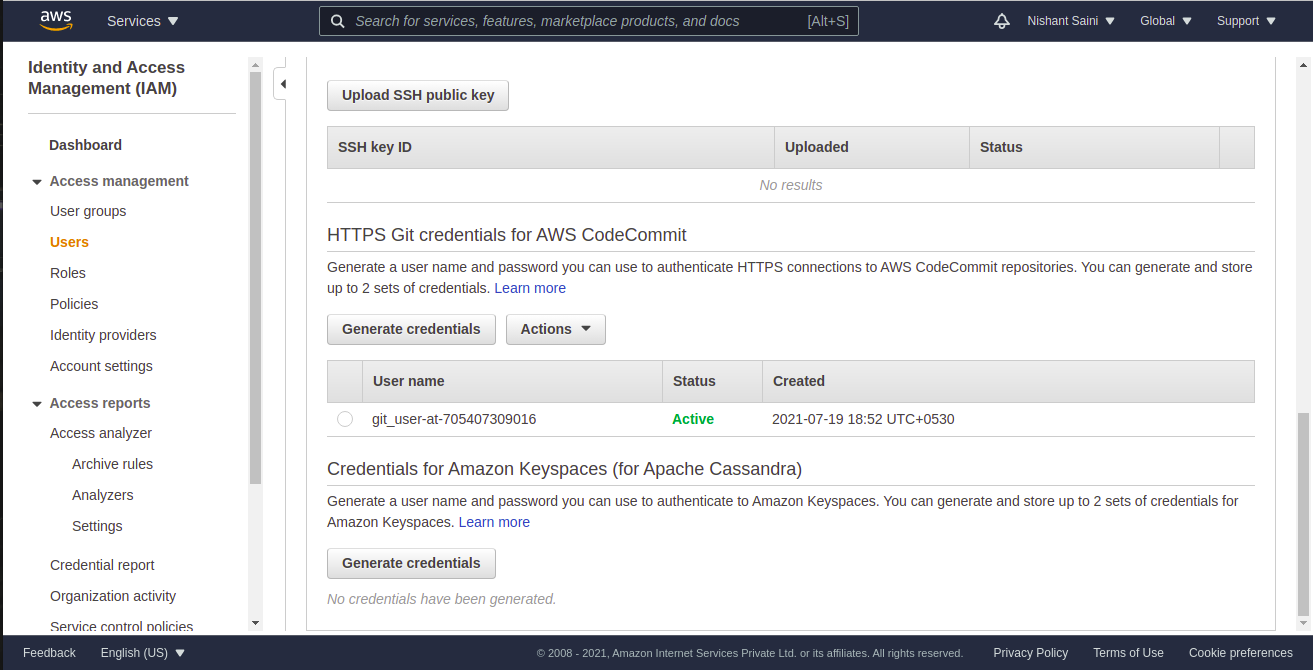 aws
Services
Search for services, features, marketplace products, and docs
[Alt+S]
Nishant Saini
Global
Support
Identity and Access
Management (IAM)
Dashboard
Access management
User groups
Users
Roles
Policies
Identity providers
Account settings
Access reports
Access analyzer
Archive rules
Analyzers
Settings
Credential report
Organization activity
Service control policies
Upload SSH public key
SSH key ID
Uploaded
Status
No results
HTTPS Git credentials for AWS CodeCommit
Generate a user name and password you can use to authenticate HTTPS connections to AWS CodeCommit repositories. You can generate and store
up to 2 sets of credentials. Learn more
Generate credentials
Actions
User name
Status
Created
git_user-at-705407309016
Active
2021-07-19 18:52 UTC+0530
Credentials for Amazon Keyspaces (for Apache Cassandra)
Generate a user name and password you can use to authenticate to Amazon Keyspaces. You can generate and store up to 2 sets of credentials for
Amazon Keyspaces. Learn more
Generate credentials
No credentials have been generated.
Feedback
English (US)
© 2008 - 2021, Amazon Internet Services Private Ltd. or its affiliates. All rights reserved.
Privacy Policy
Terms of Use
Cookie preferences